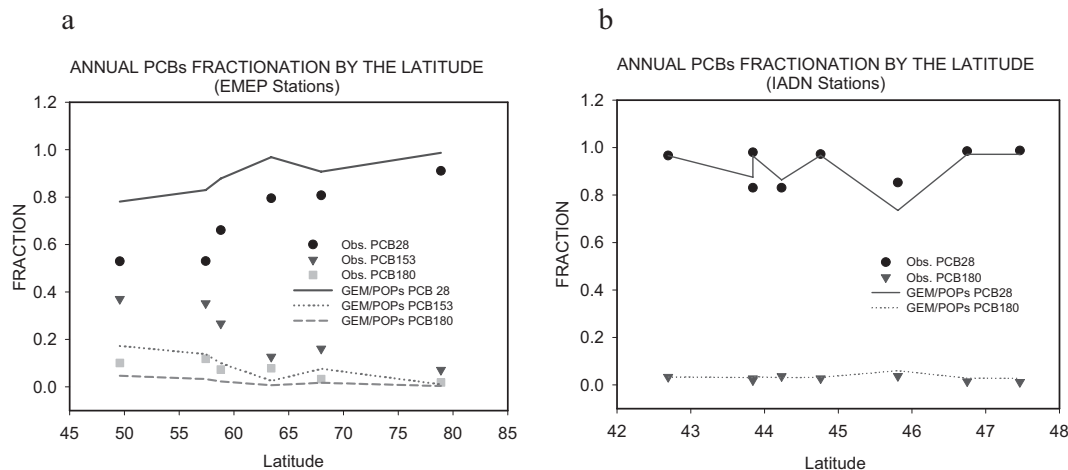 a
ANNUAL PCBs FRACTIONATION BY THE LATITUDE
(EMEP Stations)
1.2
1.0
0.8
0.6
0.4
0.2
0.0
FRACTION
Obs. PCB28
Obs. PCB153
Obs. PCB180
GEM/POPs PCB 28
GEM/POPs PCB153
GEM/POPs PCB180
45 50 55 60 65 70 75 80 85
Latitude
b
ANNUAL PCBs FRACTIONATION BY THE LATITUDE
(IADN Stations)
1.2
1.0
0.8
0.6
0.4
0.2
0.0
FRACTION
Obs. PCB28
Obs. PCB180
GEM/POPs PCB28
GEM/POPs PCB180
42 43 44 45 46 47 48
Latitude